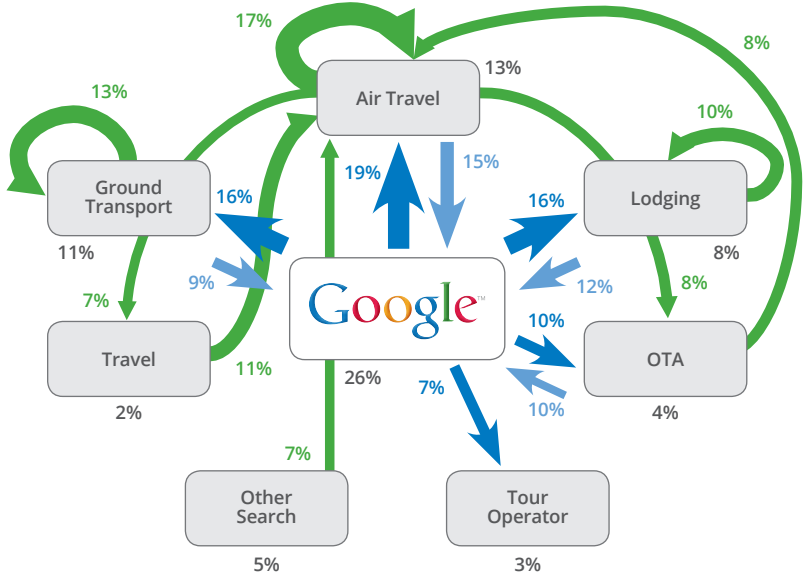 17%
8%
13%
Air Travel
13%
10%
15%
19%
Ground
Transport
16%
16%
Lodging
11%
8%
9%
12%
8%
7%
Google™
10%
Travel
11%
26%
7%
OTA
10%
2%
4%
7%
Other
Search
Tour
Operator
5%
3%